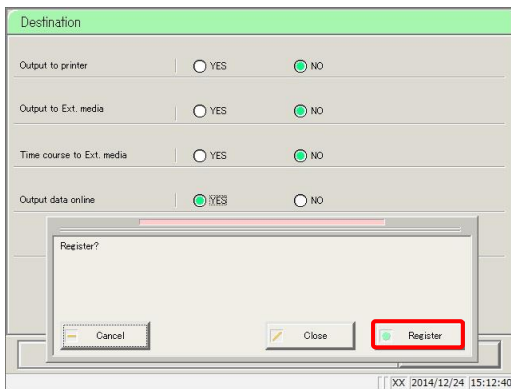 Destination
Output to printer YES NO
Output to Ext. media YES NO
Time course to Ext. media YES NO
Output data online YES NO
Register?
Cancel Close Register
XX 2014/12/24 15:12:40